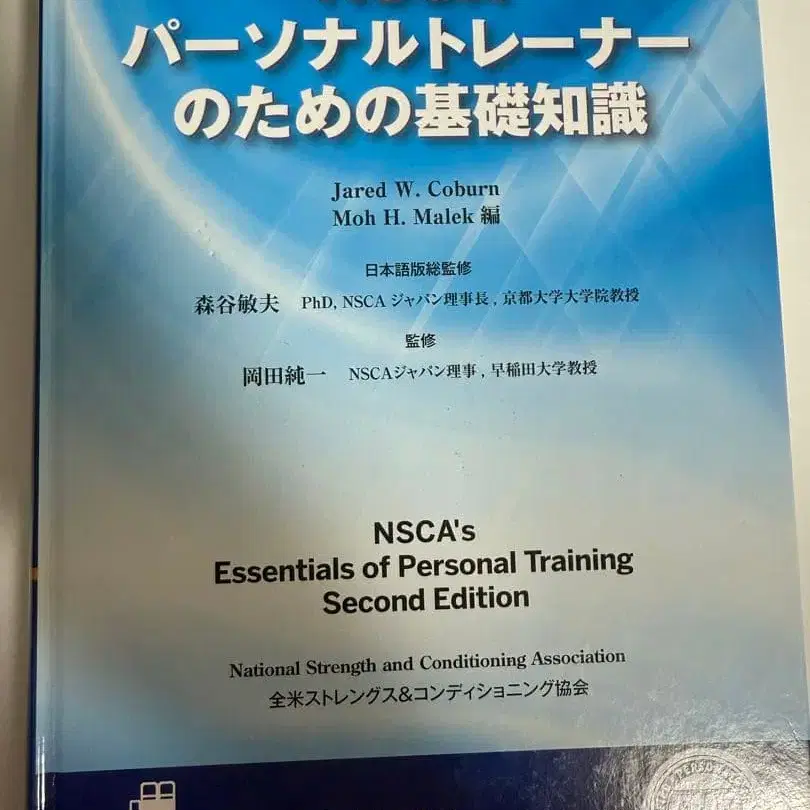 パーソナルトレーナー
のための基礎知識
Jared W. Coburn
Moh H. Malek 編
日本語版総監修
森谷敏夫 PhD, NSCA ジャパン理事長 , 京都大学大学院教授
監修
岡田純一 NSCAジャパン理事 , 早稲田大学教授
NSCA's
Essentials of Personal Training
Second Edition
National Strength and Conditioning Association
全米ストレングス&コンディショニング協会